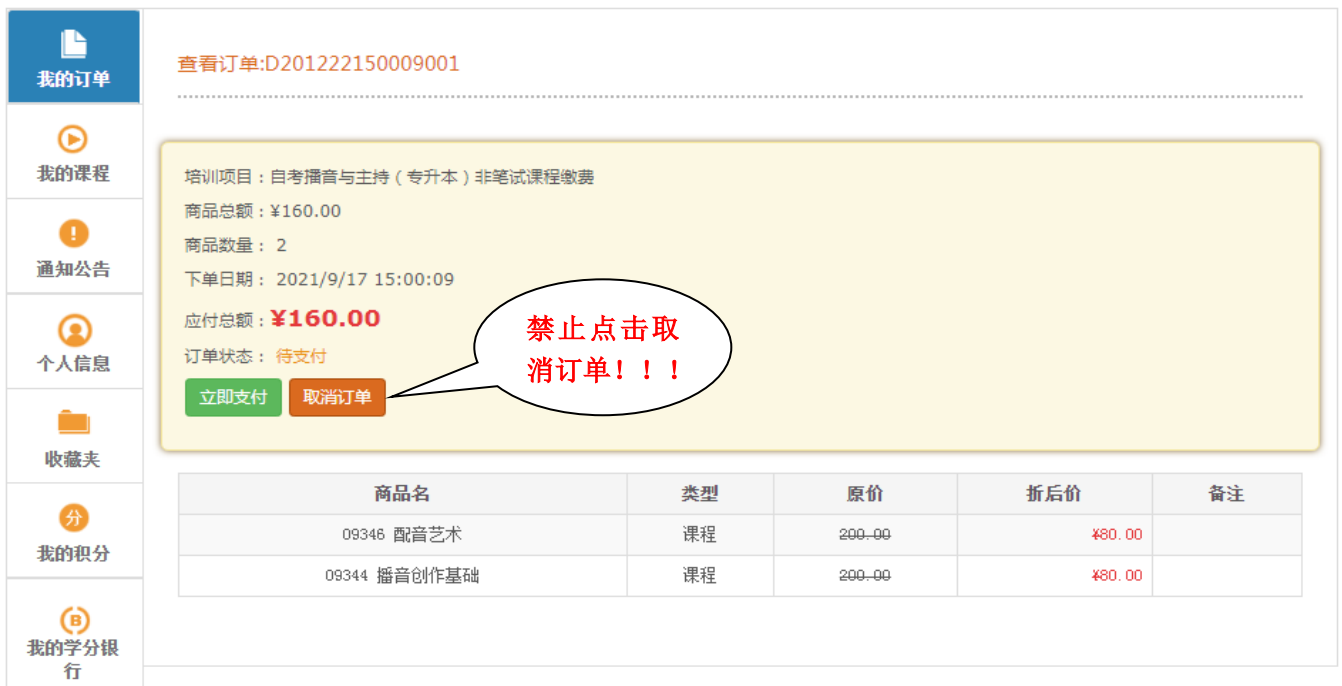 我的订单
我的课程
通知公告
个人信息
收藏夹
分
我的积分
B
我的学分银
行
查看订单:D201222150009001
培训项目：自考播音与主持（专升本）非笔试课程缴费
商品总额：¥160.00
商品数量： 2
下单日期： 2021/9/17 15:00:09
应付总额：¥160.00
订单状态： 待支付
立即支付 取消订单
禁止点击取
消订单！！！
商品名 类型 原价 折后价 备注
09346 配音艺术 课程 200.00 ¥80.00
09344 播音创作基础 课程 200.00 ¥80.00